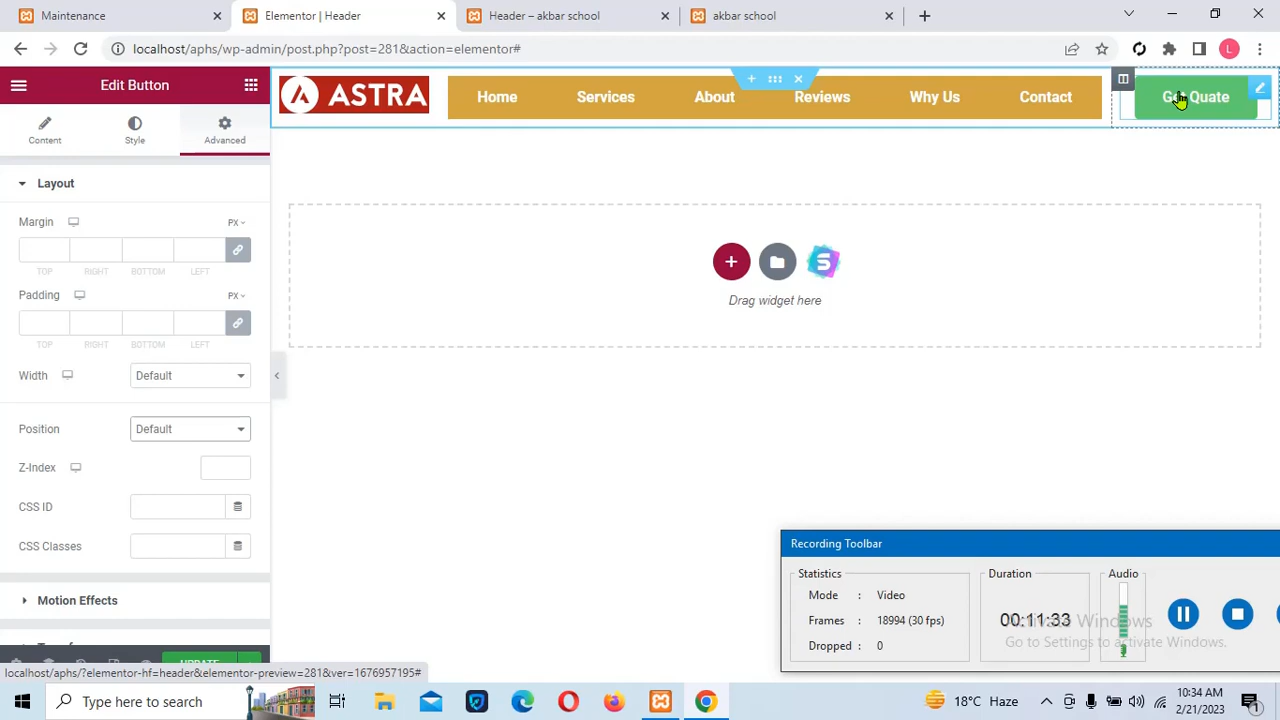 Maintenance
Elementor | Header
Header – akbar school
akbar school
localhost/aphs/wp-admin/post.php?post=281&action=elementor#
L
Edit Button
ASTRA
Home
Services
About
Reviews
Why Us
Contact
Get Quate
Content
Style
Advanced
Layout
Margin
PX
TOP
RIGHT
BOTTOM
LEFT
Padding
PX
TOP
RIGHT
BOTTOM
LEFT
Drag widget here
Width
Default
Position
Default
Z-Index
CSS ID
CSS Classes
Motion Effects
UPDATE
Recording Toolbar
Statistics
Duration
Audio
Mode : Video
Frames : 18994 (30 fps)
Dropped : 0
00:11:33
Activate Windows
Go to Settings to activate Windows.
localhost/aphs/?elementor-hf=header&elementor-preview=281&ver=1676957195#
Type here to search
18°C Haze
10:34 AM
2/21/2023
1